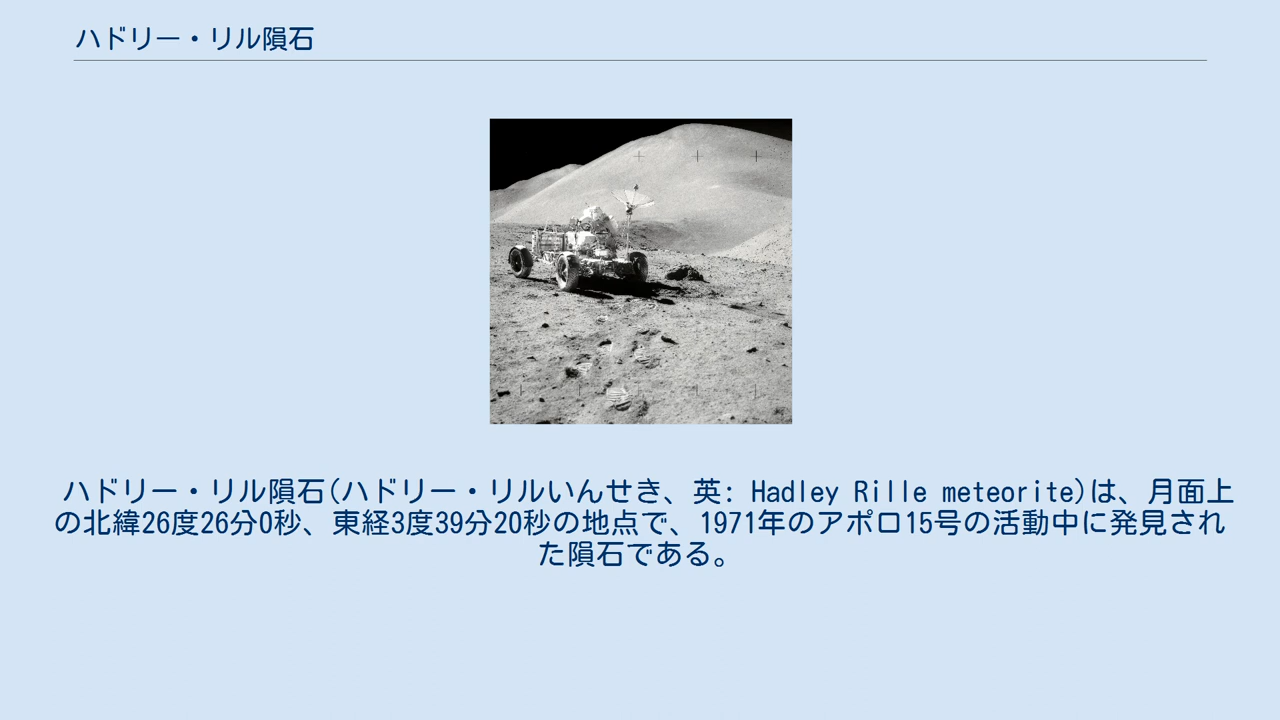 ハドリー・リル隕石
ハドリー・リル隕石(ハドリー・リルいんせき、英: Hadley Rille meteorite)は、月面上
の北緯26度26分0秒、東経3度39分20秒の地点で、1971年のアポロ15号の活動中に発見され
た隕石である。